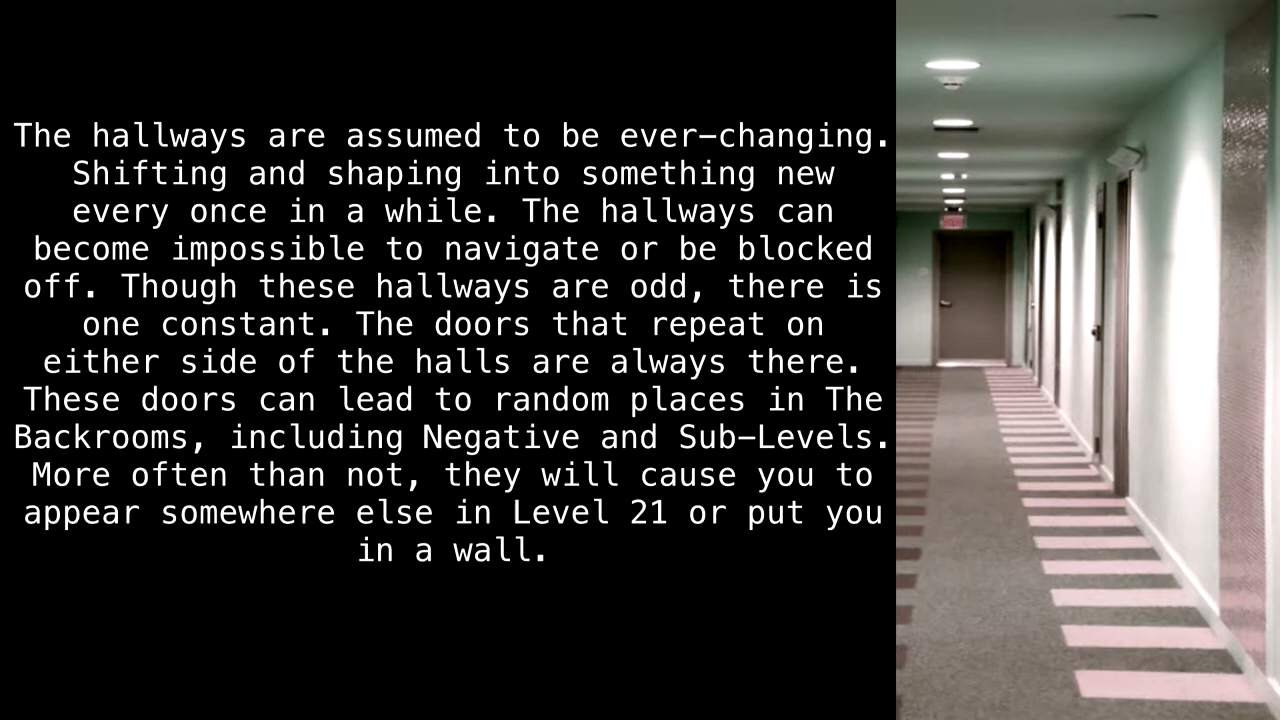 The hallways are assumed to be ever-changing.
Shifting and shaping into something new
every once in a while. The hallways can
become impossible to navigate or be blocked
off. Though these hallways are odd, there is
one constant. The doors that repeat on
either side of the halls are always there.
These doors can lead to random places in The
Backrooms, including Negative and Sub-Levels.
More often than not, they will cause you to
appear somewhere else in Level 21 or put you
in a wall.